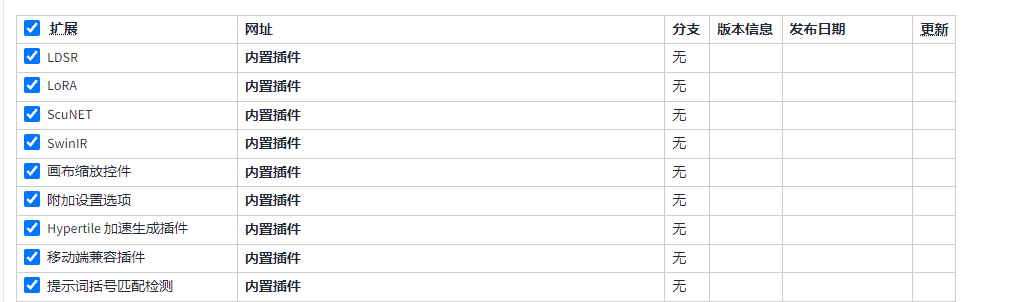 扩展 网址 分支 版本信息 发布日期 更新
LDSR 内置插件 无
LoRA 内置插件 无
ScuNET 内置插件 无
SwinIR 内置插件 无
画布缩放控件 内置插件 无
附加设置选项 内置插件 无
Hypertile 加速生成插件 内置插件 无
移动端兼容插件 内置插件 无
提示词括号匹配检测 内置插件 无